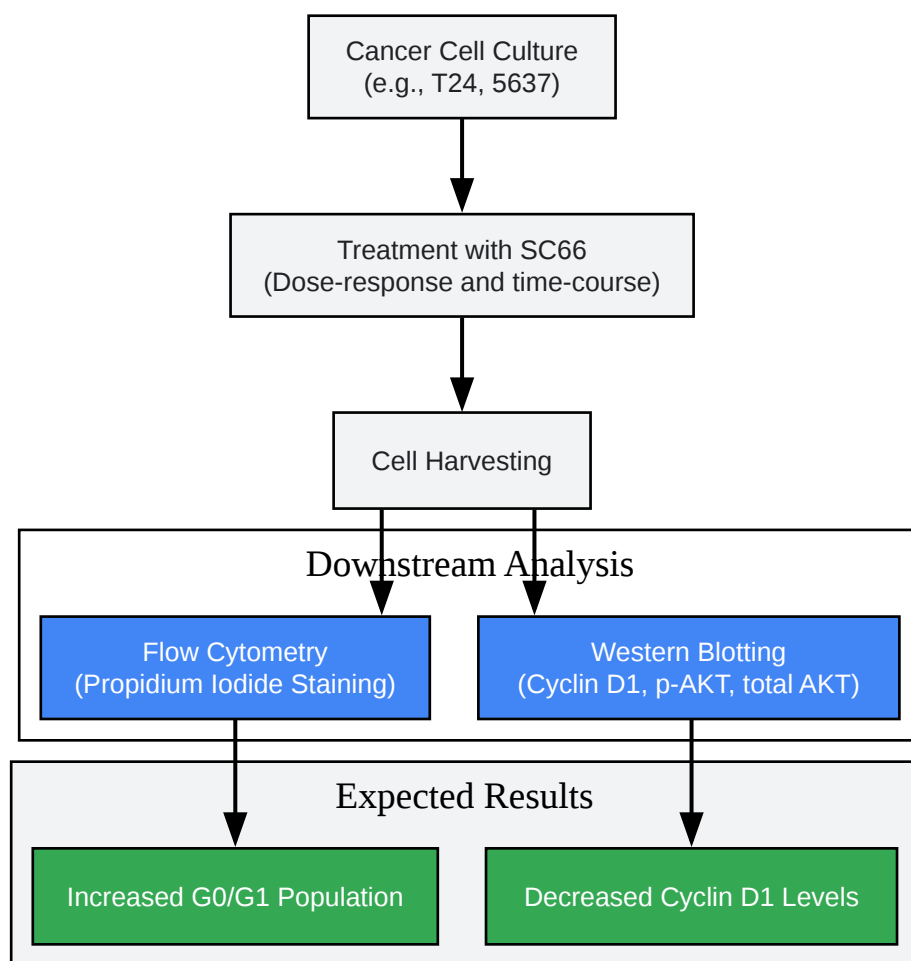 Cancer Cell Culture
(e.g., T24, 5637)
Treatment with SC66
(Dose-response and time-course)
Cell Harvesting
Downstream Analysis
Flow Cytometry
(Propidium Iodide Staining)
Western Blotting
(Cyclin D1, p-AKT, total AKT)
Expected Results
Increased G0/G1 Population
Decreased Cyclin D1 Levels